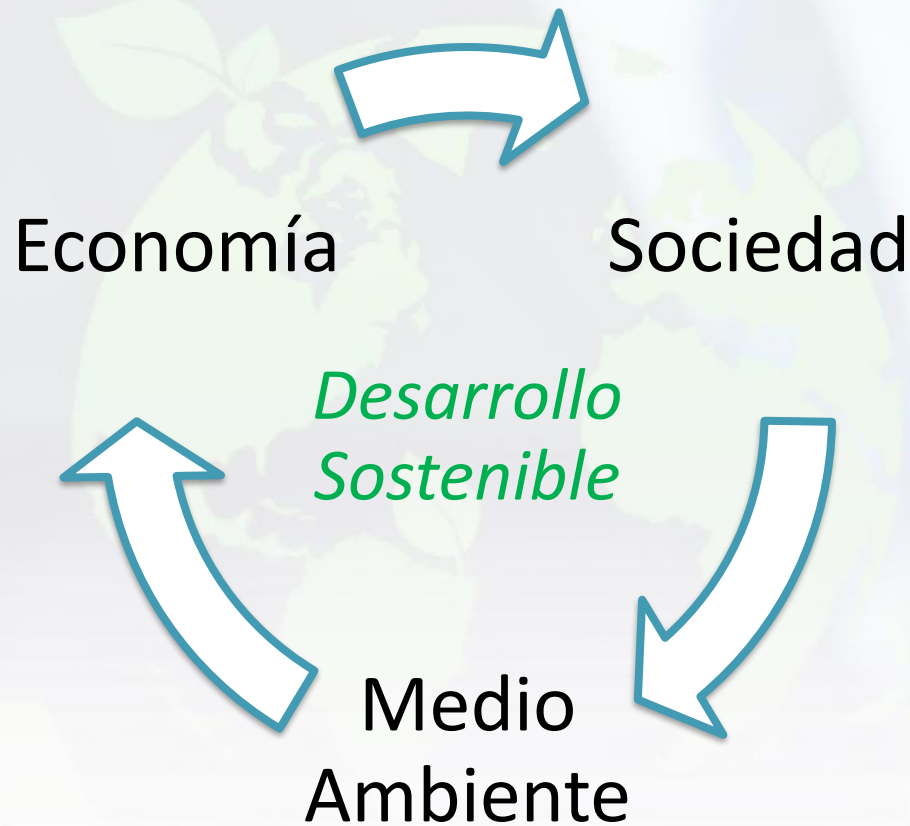 Economía
Sociedad
Desarrollo
Sostenible
Medio
Ambiente